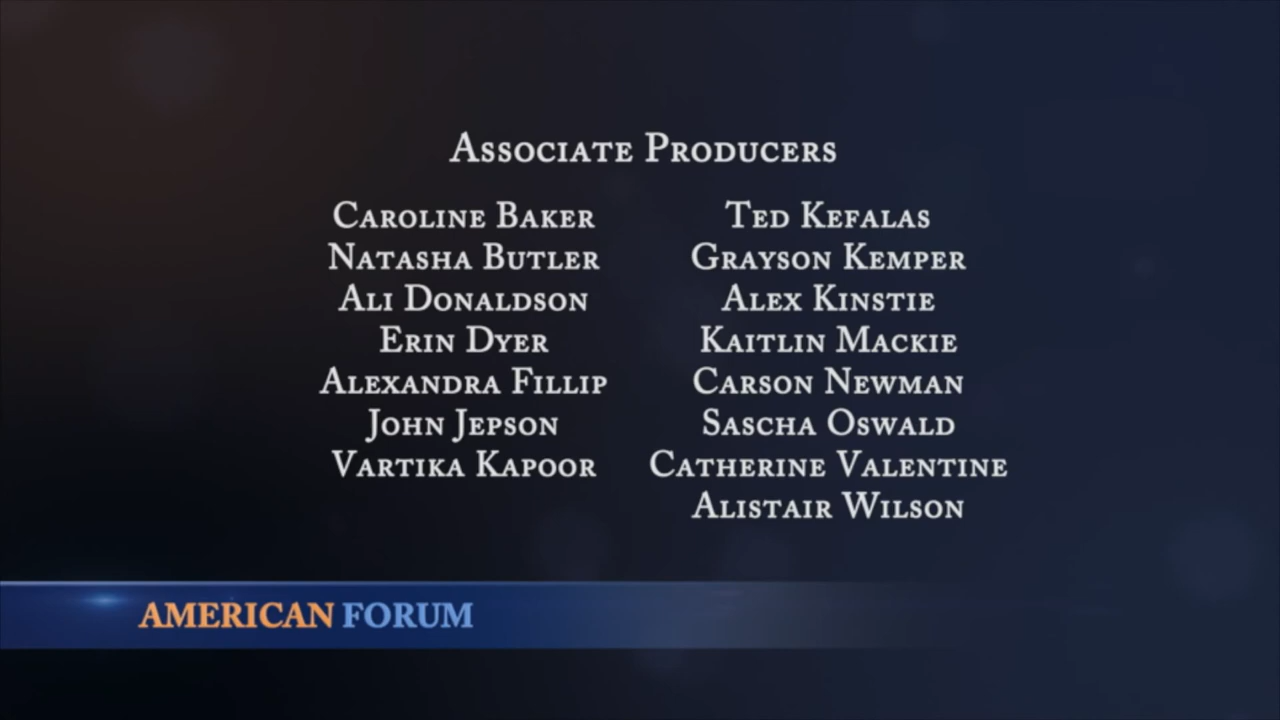 Associate Producers
Caroline Baker
Natasha Butler
Ali Donaldson
Erin Dyer
Alexandra Fillip
John Jepson
Vartika Kapoor
Ted Kefalas
Grayson Kemper
Alex Kinstie
Kaitlin Mackie
Carson Newman
Sascha Oswald
Catherine Valentine
Alistair Wilson
AMERICAN FORUM